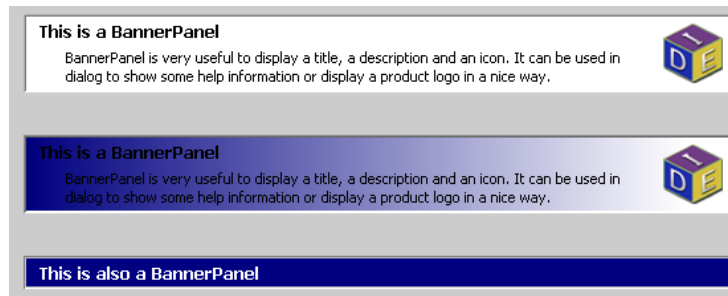 This is a BannerPanel
BannerPanel is very useful to display a title, a description and an icon. It can be used in
dialog to show some help information or display a product logo in a nice way.
I
D E
This is a BannerPanel
BannerPanel is very useful to display a title, a description and an icon. It can be used in
dialog to show some help information or display a product logo in a nice way.
I
D E
This is also a BannerPanel